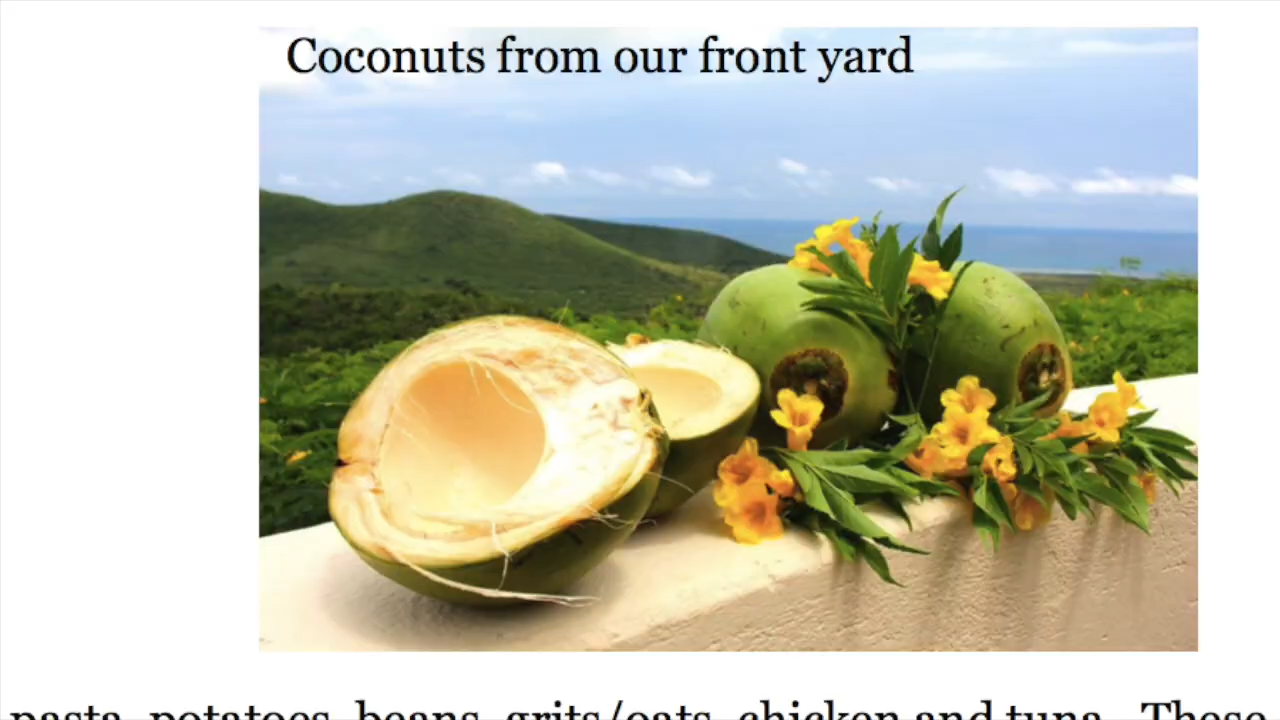 Coconuts from our front yard
pasta, potatoes, beans, grits/oats, chicken and tuna. These